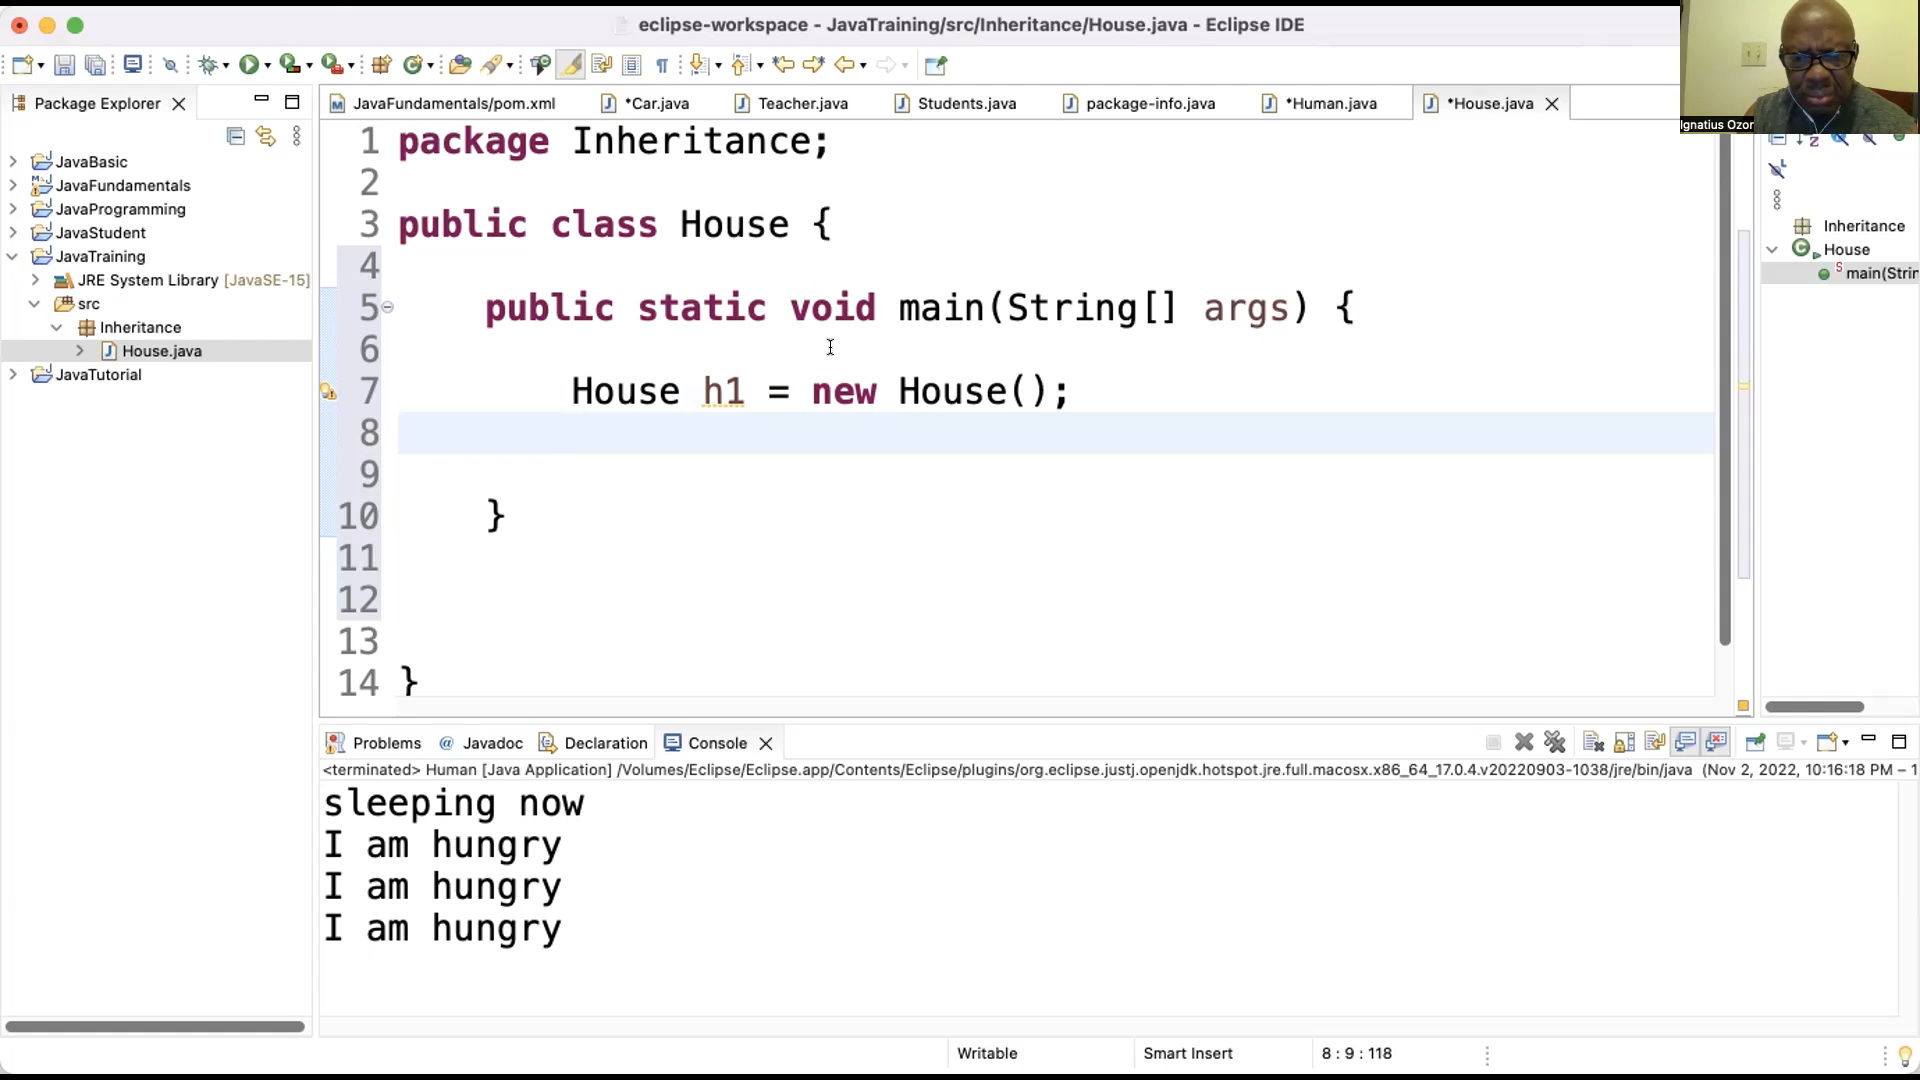 eclipse-workspace - JavaTraining/src/Inheritance/House.java - Eclipse IDE
Ignatius Ozor
Package Explorer
JavaFundamentals/pom.xml
*Car.java
Teacher.java
Students.java
package-info.java
*Human.java
*House.java
JavaBasic
JavaFundamentals
JavaProgramming
JavaStudent
JavaTraining
JRE System Library [JavaSE-15]
src
Inheritance
House.java
JavaTutorial
1 package Inheritance;
2
3 public class House {
4
5 public static void main(String[] args) {
6
7 House h1 = new House();
8
9
10 }
11
12
13
14 }
Inheritance
House
main(Strin
Problems
Javadoc
Declaration
Console
<terminated> Human [Java Application] /Volumes/Eclipse/Eclipse.app/Contents/Eclipse/plugins/org.eclipse.justj.openjdk.hotspot.jre.full.macosx.x86_64_17.0.4.v20220903-1038/jre/bin/java (Nov 2, 2022, 10:16:18 PM – 1
sleeping now
I am hungry
I am hungry
I am hungry
Writable
Smart Insert
8 : 9 : 118